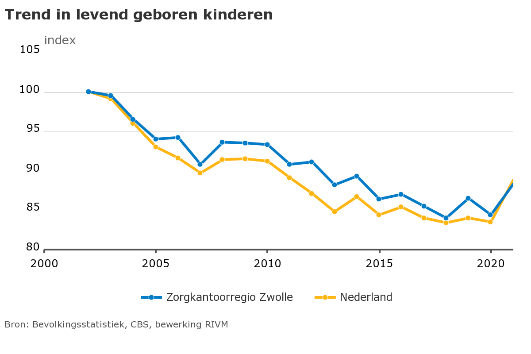 Trend in levend geboren kinderen
index
105
100
95
90
85
80
2000
2005
2010
2015
2020
Zorgkantoorregio Zwolle
Nederland
Bron: Bevolkingsstatistiek, CBS, bewerking RIVM